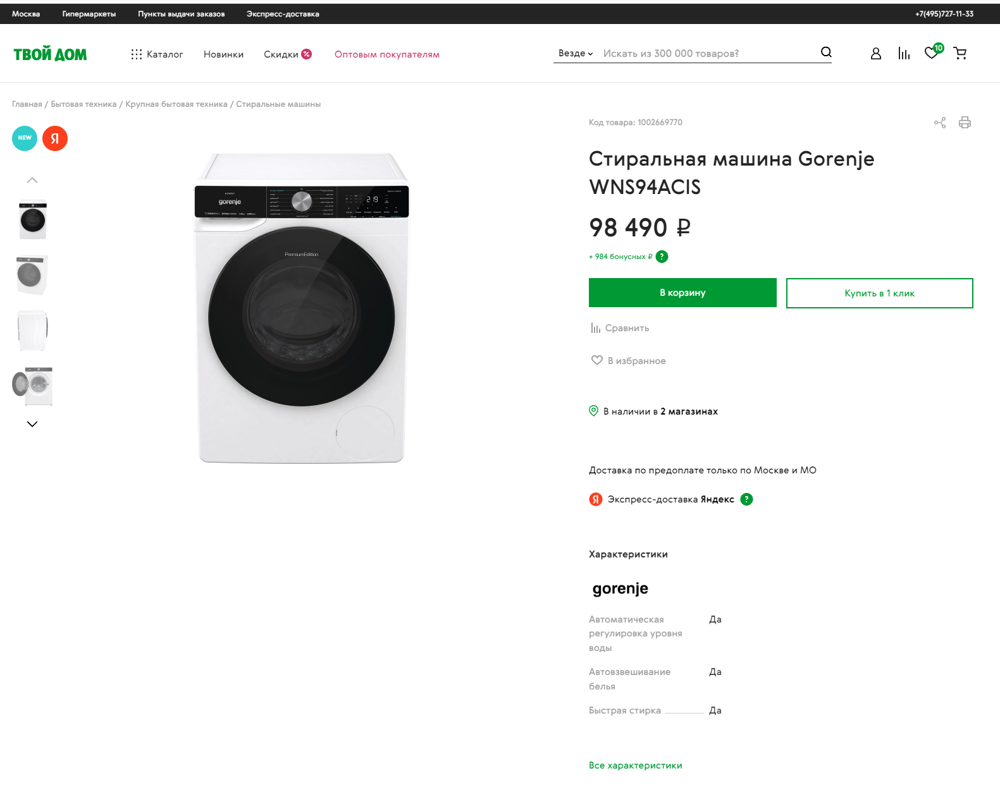 Москва Гипермаркеты Пункты выдачи заказов Экспресс-доставка +7(495)727-11-33
ТВОЙ ДОМ Каталог Новинки Скидки % Оптовым покупателям Везде Искать из 300 000 товаров? 10
Главная / Бытовая техника / Крупная бытовая техника / Стиральные машины
Код товара: 1002669770
NEW Я
Стиральная машина Gorenje
WNS94ACIS
gorenje
2:19
PremiumEdition
98 490 ₽
+ 984 бонусных ₽ ?
В корзину Купить в 1 клик
Сравнить
В избранное
В наличии в 2 магазинах
Доставка по предоплате только по Москве и МО
Я Экспресс-доставка Яндекс ?
Характеристики
gorenje
Автоматическая Да
регулировка уровня
воды
Автовзвешивание Да
белья
Быстрая стирка Да
Все характеристики